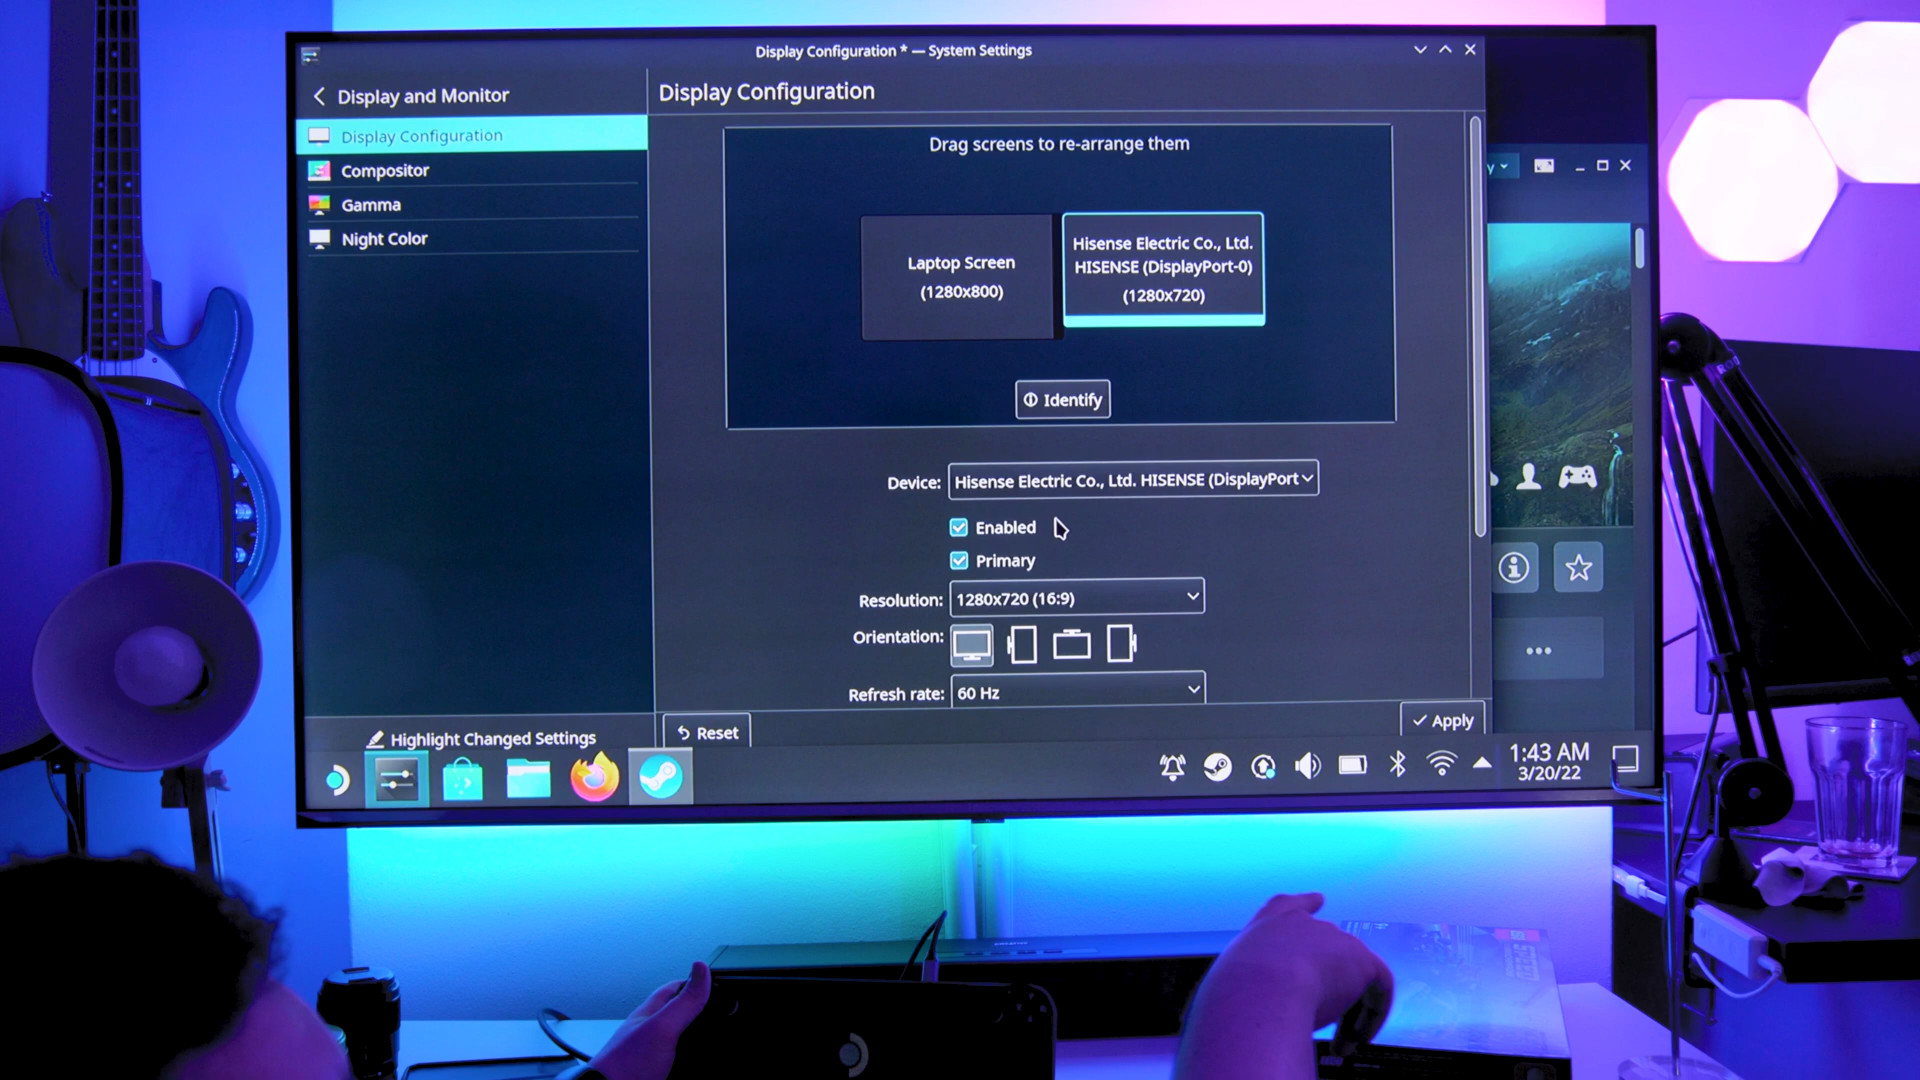 Display Configuration * — System Settings
Display and Monitor
Display Configuration
Display Configuration
Compositor
Gamma
Night Color
Drag screens to re-arrange them
Laptop Screen
(1280x800)
Hisense Electric Co., Ltd.
HISENSE (DisplayPort-0)
(1280x720)
Identify
Device: Hisense Electric Co., Ltd. HISENSE (DisplayPort
Enabled
Primary
Resolution: 1280x720 (16:9)
Orientation:
Refresh rate: 60 Hz
Highlight Changed Settings
Reset
Apply
y
1:43 AM
3/20/22